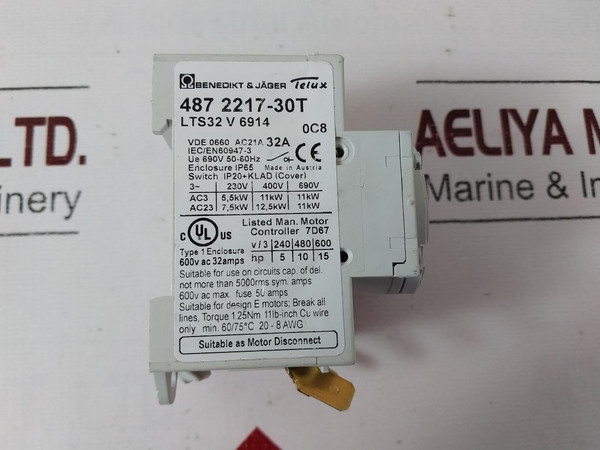 BENEDIKT & JÄGER Telux
487 2217-30T
LTS32 V 6914
0C8
VDE 0660 AC21A 32A
IEC/EN60947-3
Ue 690V 50-60Hz
Enclosure IP65 Made in Austria
Switch IP20+KLAD (Cover)
3~ 230V 400V 690V
AC3 5,5kW 11kW 11kW
AC23 7,5kW 12,5kW 11kW
C UL US
LISTED
Listed Man. Motor
Controller 7D67
Type 1 Enclosure
600v ac 32amps
v / 3 240 480 600
hp 5 10 15
Suitable for use on circuits cap. of del.
not more than 5000rms sym. amps
600v ac max. fuse 50 amps
Suitable for design E motors; Break all
lines, Torque 1.25Nm 11lb-inch Cu wire
only min. 60/75°C 20 - 8 AWG
Suitable as Motor Disconnect
LTD.
inery
AELIYA M
Marine & In